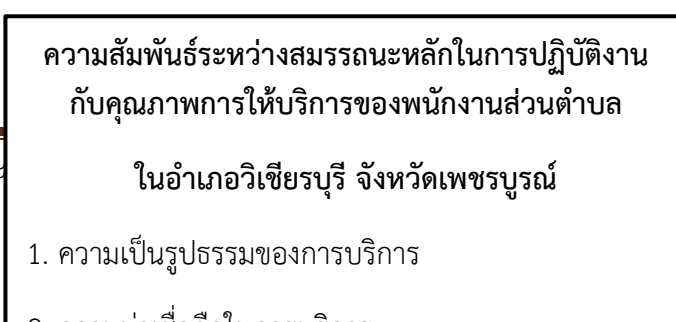 ความสัมพันธ์ระหว่างสมรรถนะหลักในการปฏิบัติงาน
กับคุณภาพการให้บริการของพนักงานส่วนตำบล
ในอำเภอวิเชียรบุรี จังหวัดเพชรบูรณ์
1. ความเป็นรูปธรรมของการบริการ